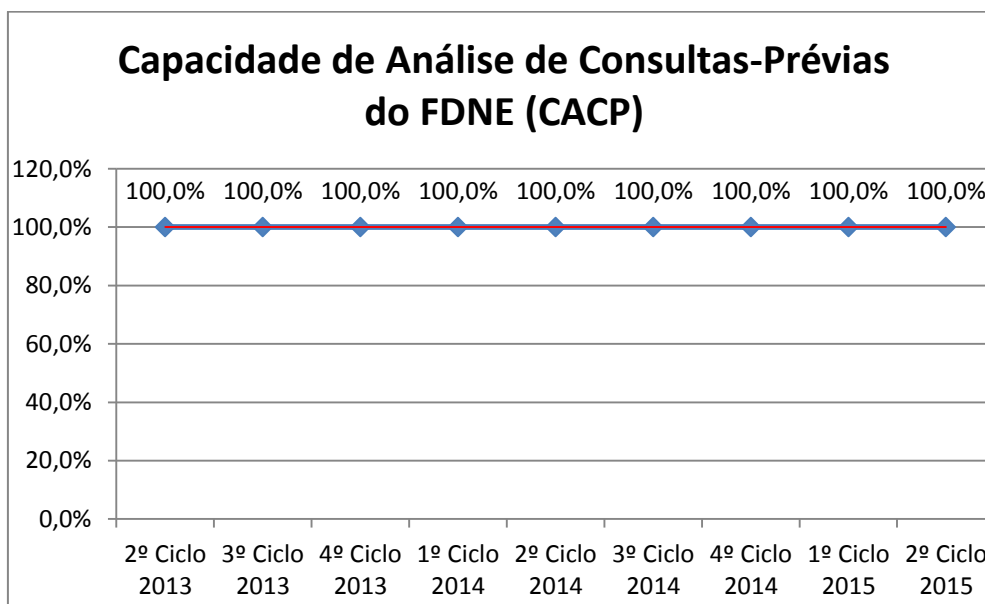 Capacidade de Análise de Consultas-Prévias
do FDNE (CACP)
120,0%
100,0% 100,0% 100,0% 100,0% 100,0% 100,0% 100,0% 100,0% 100,0%
100,0%
80,0%
60,0%
40,0%
20,0%
0,0%
2º Ciclo 3º Ciclo 4º Ciclo 1º Ciclo 2º Ciclo 3º Ciclo 4º Ciclo 1º Ciclo 2º Ciclo
2013 2013 2013 2014 2014 2014 2014 2015 2015